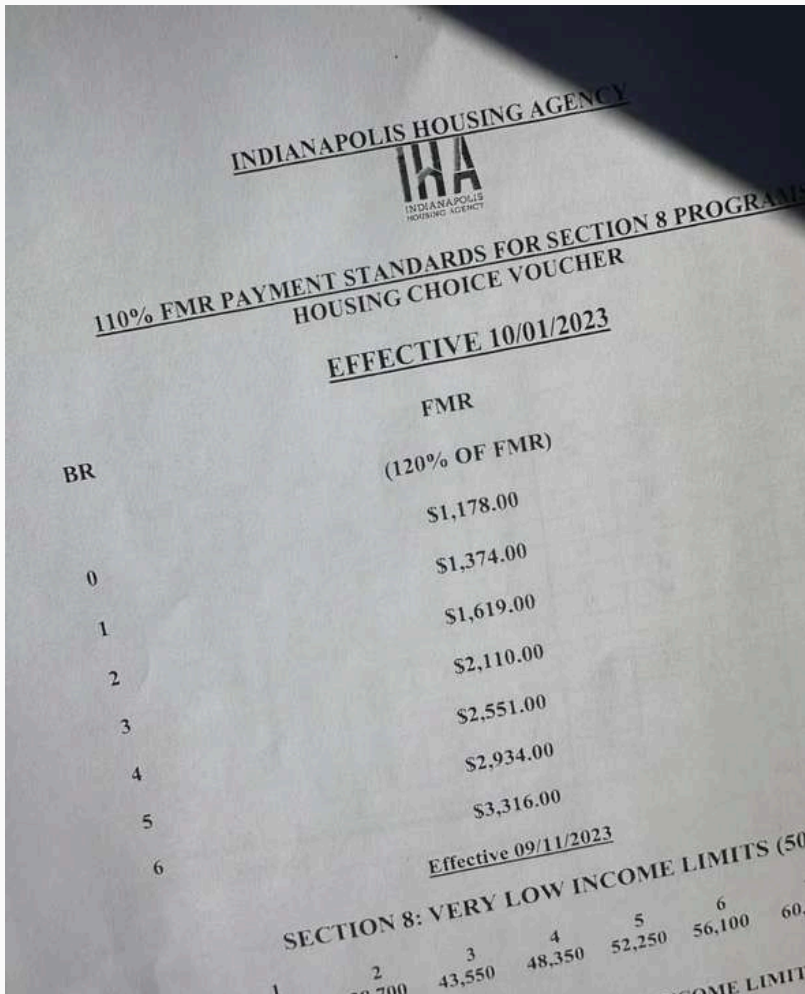 INDIANAPOLIS HOUSING AGENCY
IHA
INDIANAPOLIS
HOUSING AGENCY
110% FMR PAYMENT STANDARDS FOR SECTION 8 PROGRAMS
HOUSING CHOICE VOUCHER
EFFECTIVE 10/01/2023
FMR
BR (120% OF FMR)
$1,178.00
0 $1,374.00
1 $1,619.00
2 $2,110.00
3 $2,551.00
4 $2,934.00
5 $3,316.00
6 Effective 09/11/2023
SECTION 8: VERY LOW INCOME LIMITS (50
1 2 3 4 5 6
43,550 48,350 52,250 56,100 60,
LIMIT